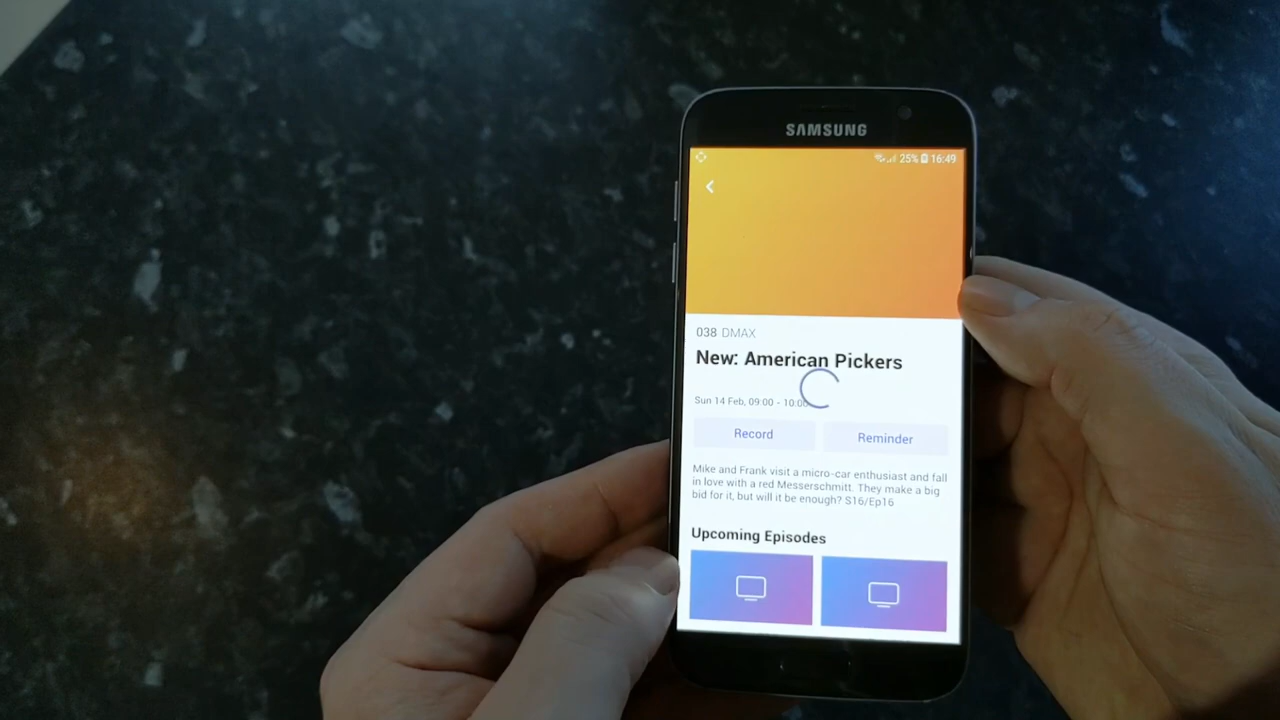 SAMSUNG
25% 16:49
038 DMAX
New: American Pickers
Sun 14 Feb, 09:00 - 10:00
Record
Reminder
Mike and Frank visit a micro-car enthusiast and fall
in love with a red Messerschmitt. They make a big
bid for it, but will it be enough? S16/Ep16
Upcoming Episodes